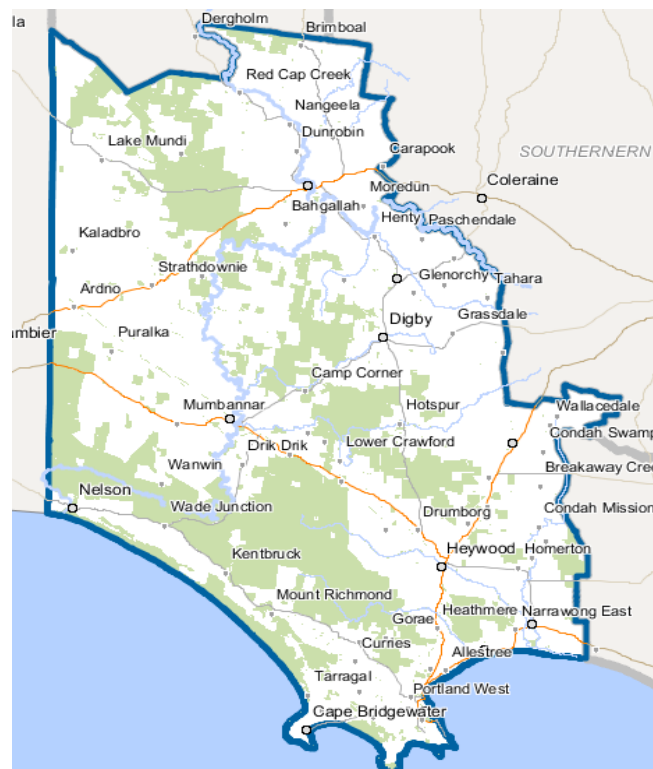 la
Dergholm
Brimboal
Red Cap Creek
Nangeela
Dunrobin
Lake Mundi
Carapook
SOUTHERNERN
Moredun
Coleraine
Bahgallah
Henty
Paschendale
Kaladbro
Strathdownie
Glenorchy
Tahara
Ardno
Grassdale
mbier
Puralka
Digby
Camp Corner
Mumbannar
Hotspur
Wallacedale
Drik Drik
Lower Crawford
Condah Swamp
Wanwin
Breakaway Cree
Nelson
Wade Junction
Drumborg
Condah Mission
Kentbruck
Heywood
Homerton
Mount Richmond
Heathmere
Narrawong East
Gorae
Curries
Allestree
Tarragal
Portland West
Cape Bridgewater